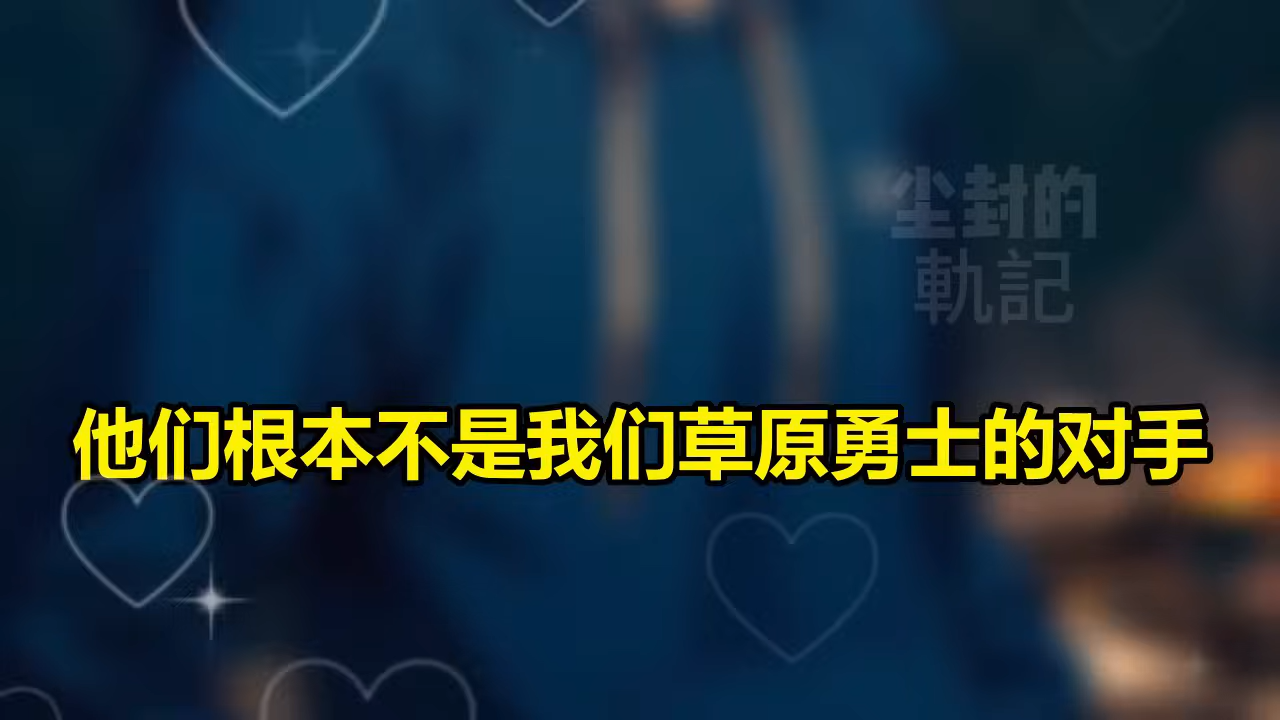 尘封的
軌記
他们根本不是我们草原勇士的对手